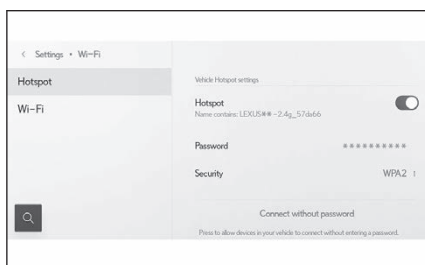 < Settings • Wi-Fi
Hotspot
Wi-Fi
Vehicle Hotspot settings
Hotspot
Name contains: LEXUS**-2.4g_57da66
Password
**********
Security
WPA2
Connect without password
Press to allow devices in your vehicle to connect without entering a password.